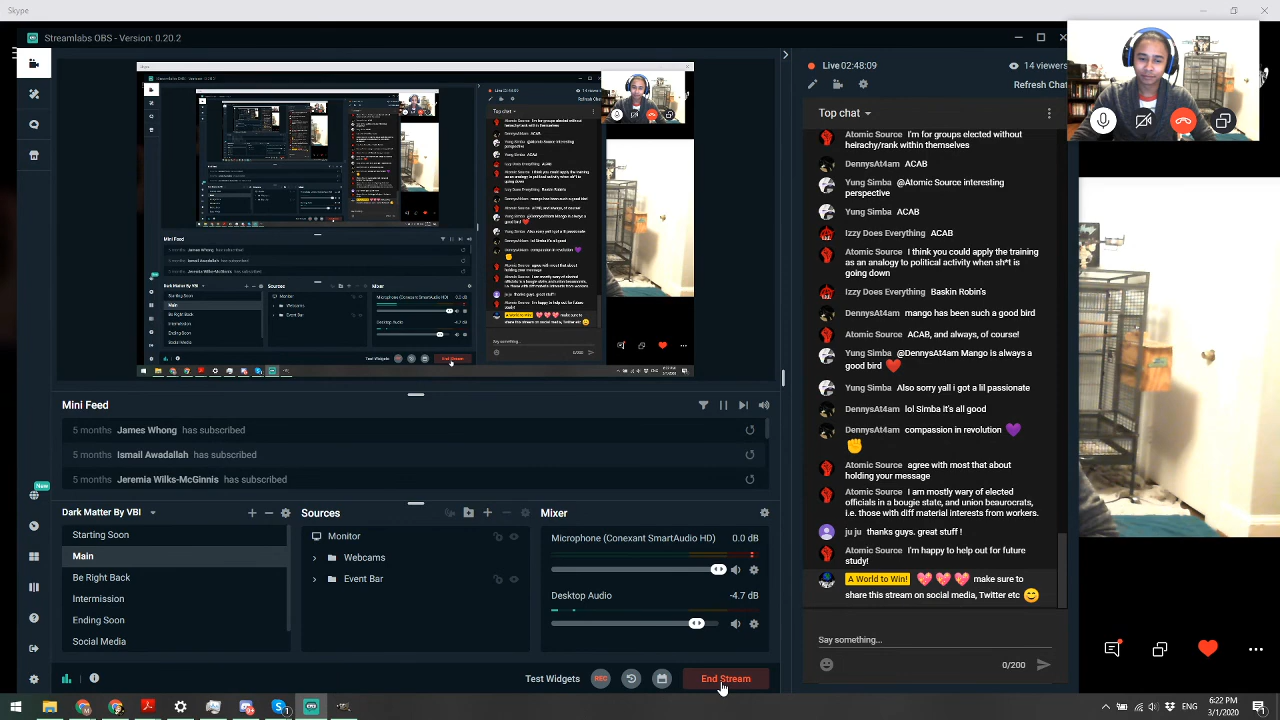 Skype
Streamlabs OBS - Version: 0.20.2
Live 02:48:09
14 viewers
Refresh Chat
Top chat
Atomic Source I'm for groups elected without
heirachy/rank within themselves
DennysAt4am ACAB
Yung Simba @Atomic Source interesting
perspective
Yung Simba ACAB
Izzy Does Everything ACAB
Atomic Source I think you could apply the training
as an analogy to political activity when sh*t is
going down
Izzy Does Everything Baskin Robin's
DennysAt4am mango has been such a good bird
Atomic Source ACAB, and always, of course!
Yung Simba @DennysAt4am Mango is always a
good bird ❤️
Yung Simba Also sorry yall i got a lil passionate
DennysAt4am lol Simba it's all good
DennysAt4am compassion in revolution 💜
✊
Atomic Source agree with most that about
holding your message
Atomic Source I am mostly wary of elected
officials in a bougie state, and union beaurocrats,
i.e. those with diff material interests from workers.
ju ju thanks guys. great stuff !
Atomic Source I'm happy to help out for future
study!
A World to Win! 💖💖💖 make sure to
share this stream on social media, Twitter etc 😊
Say something...
0/200
Mini Feed
5 months James Whong has subscribed
5 months Ismail Awadallah has subscribed
5 months Jeremia Wilks-McGinnis has subscribed
New
Dark Matter By VBI
Starting Soon
Main
Be Right Back
Intermission
Ending Soon
Social Media
Sources
Monitor
Webcams
Event Bar
Mixer
Microphone (Conexant SmartAudio HD) 0.0 dB
Desktop Audio -4.7 dB
Test Widgets
REC
End Stream
ENG
6:22 PM
3/1/2020